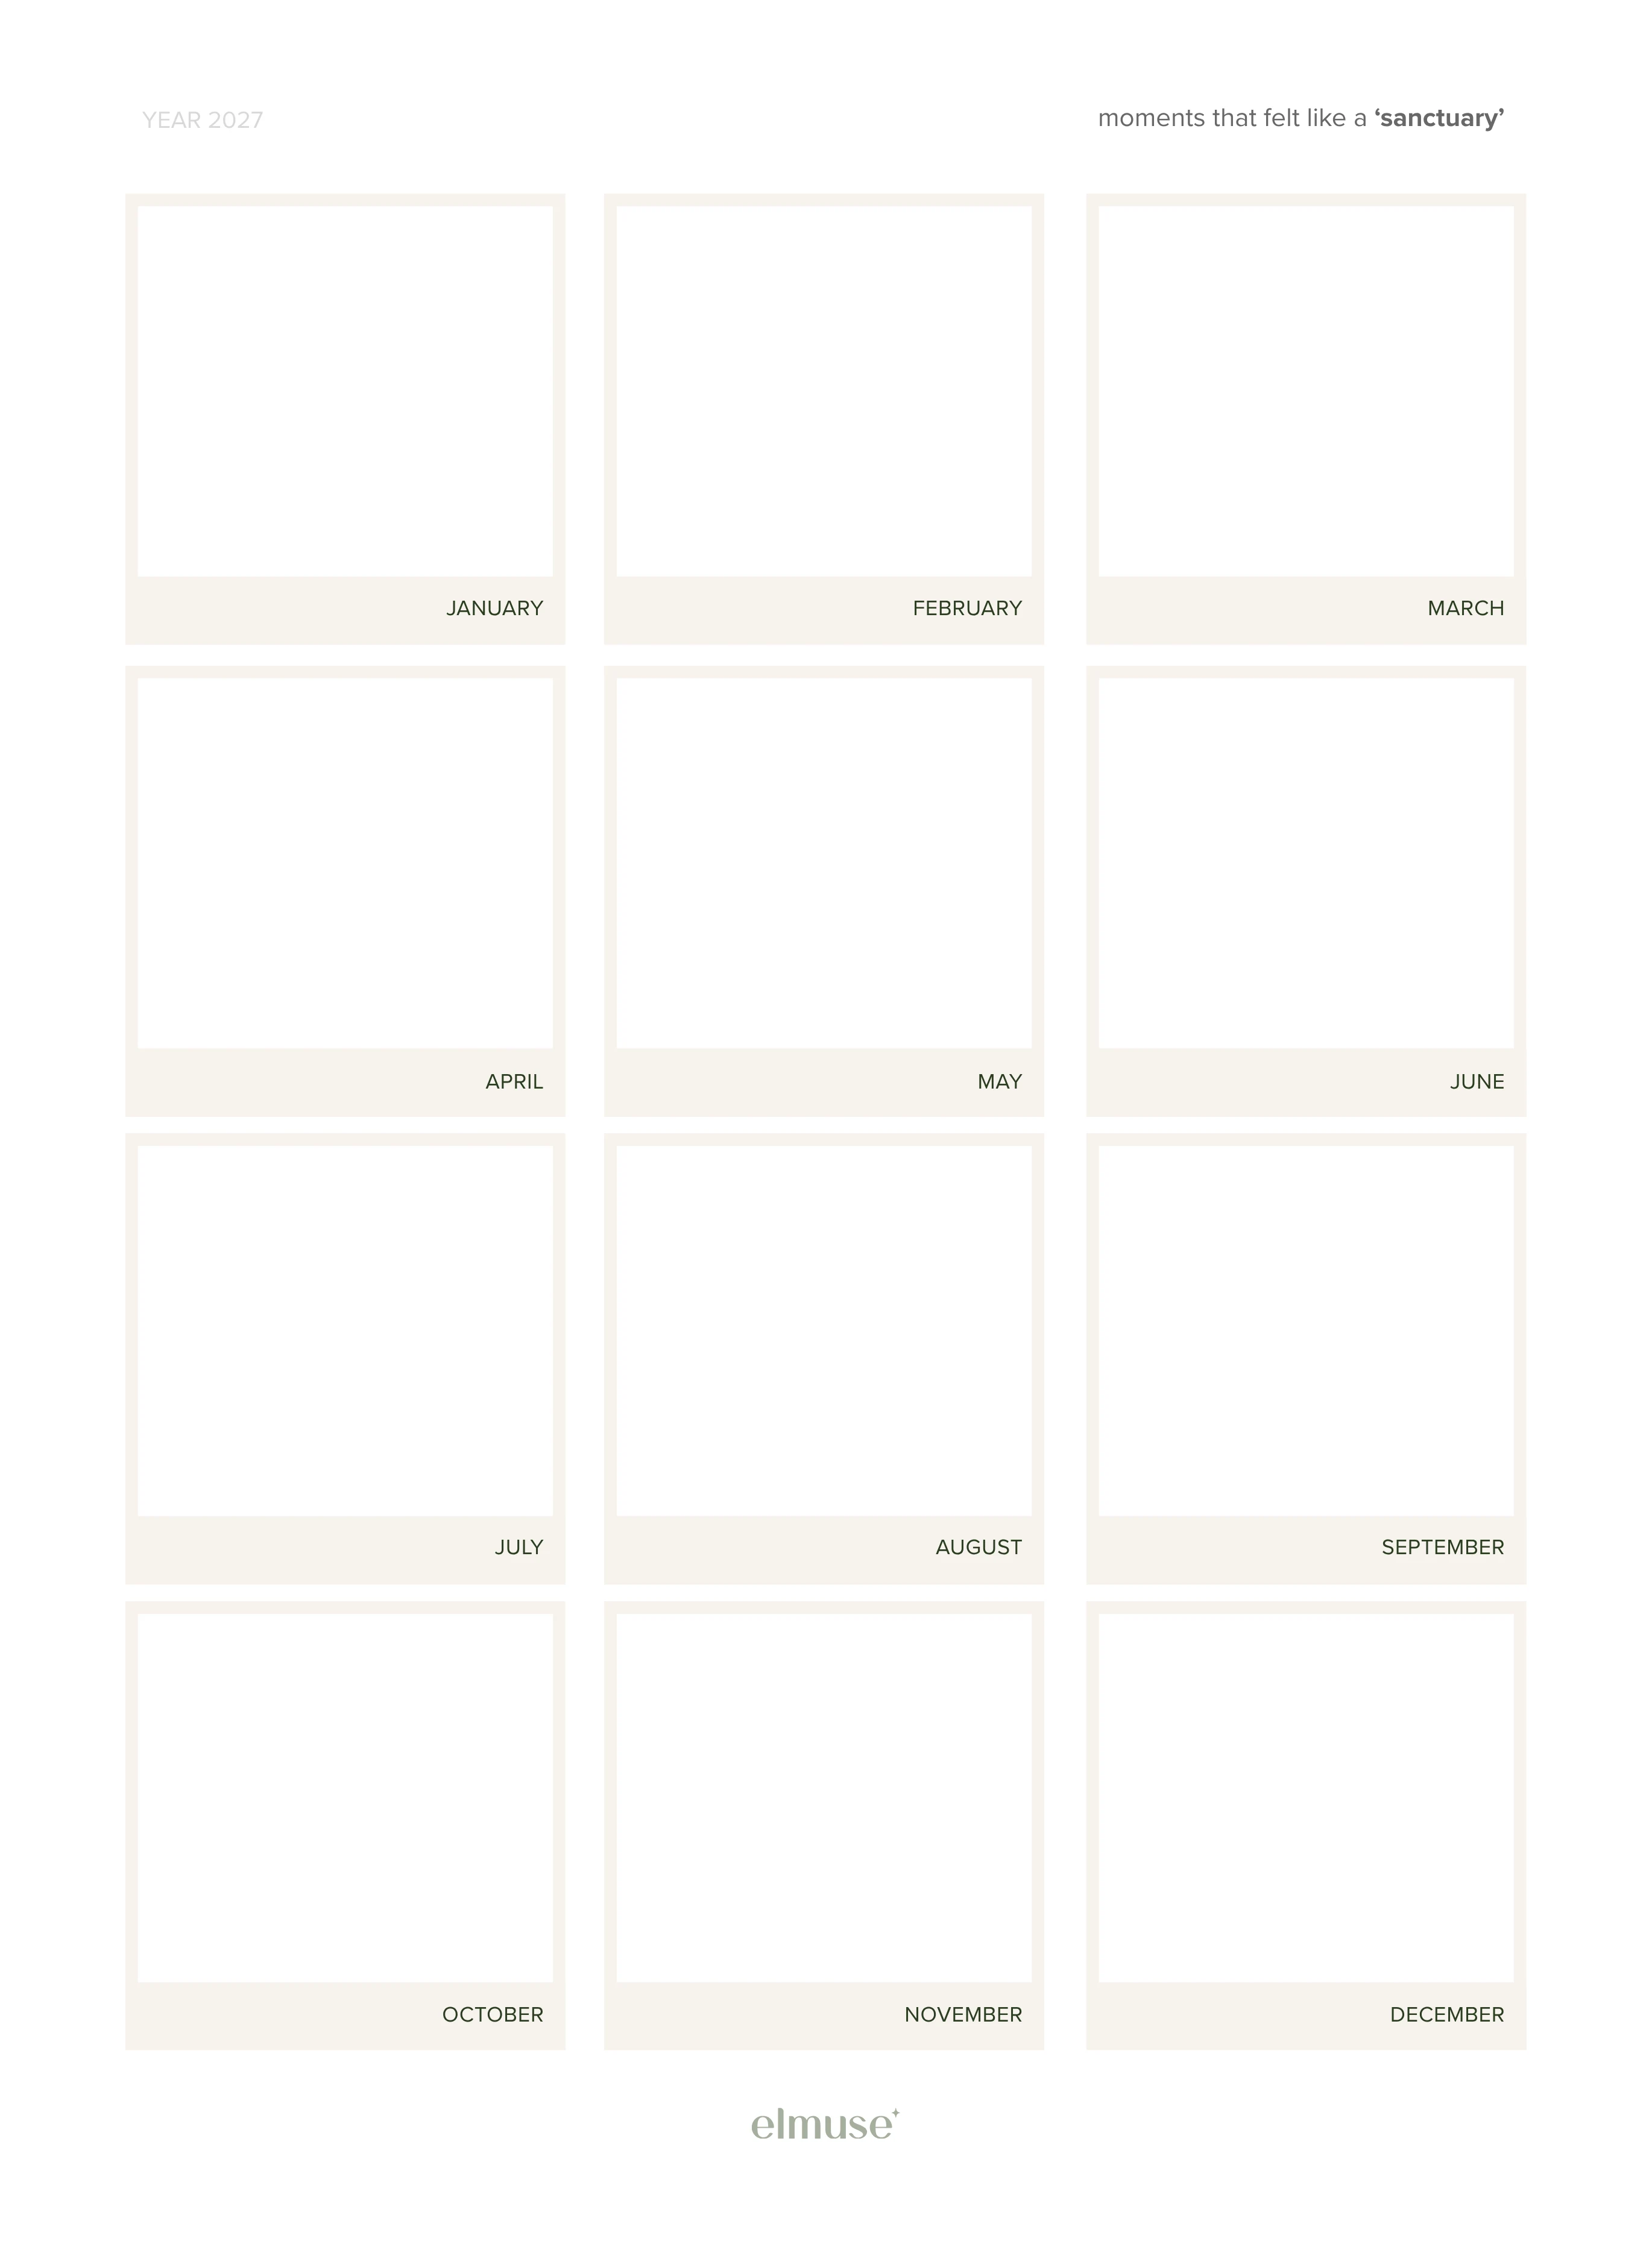 YEAR 2027
moments that felt like a ‘sanctuary’
JANUARY
FEBRUARY
MARCH
APRIL
MAY
JUNE
JULY
AUGUST
SEPTEMBER
OCTOBER
NOVEMBER
DECEMBER
elmuse